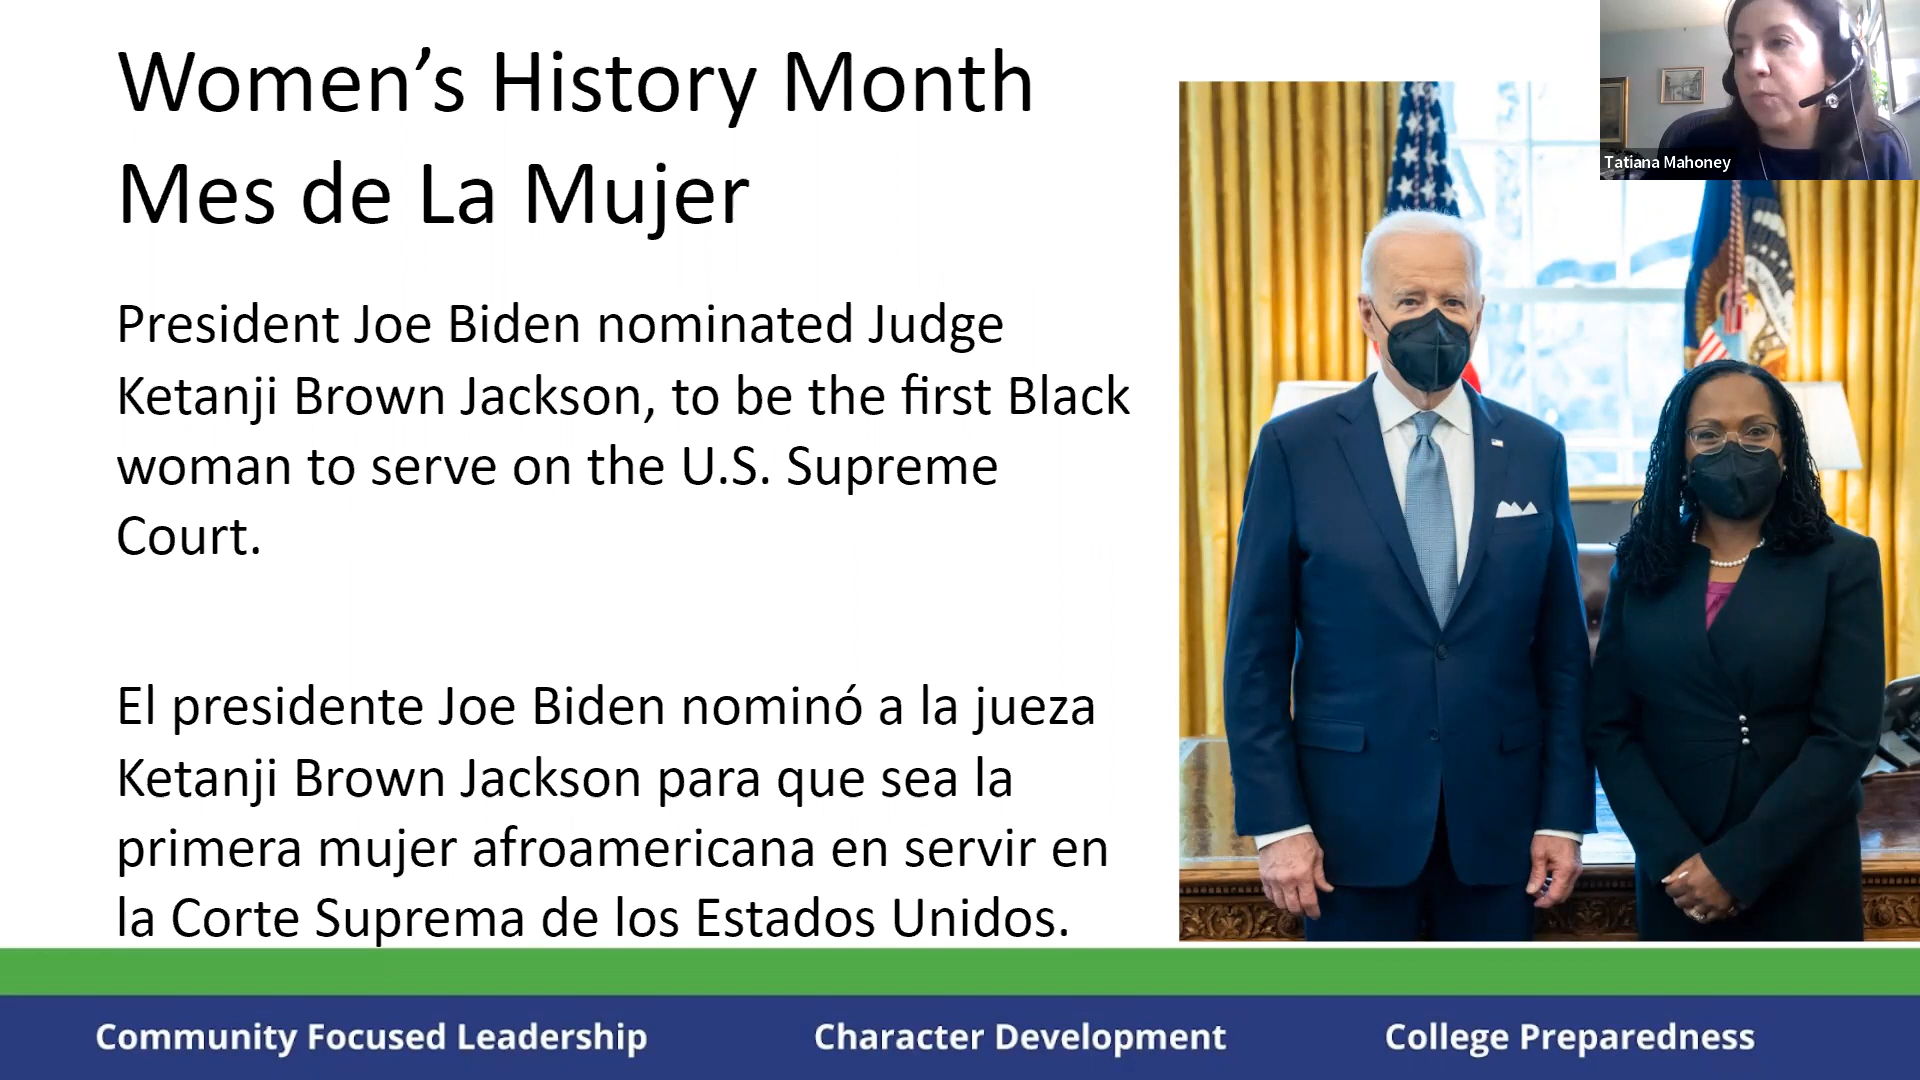 Women’s History Month
Mes de La Mujer
President Joe Biden nominated Judge
Ketanji Brown Jackson, to be the first Black
woman to serve on the U.S. Supreme
Court.
El presidente Joe Biden nominó a la jueza
Ketanji Brown Jackson para que sea la
primera mujer afroamericana en servir en
la Corte Suprema de los Estados Unidos.
Tatiana Mahoney
Community Focused Leadership
Character Development
College Preparedness